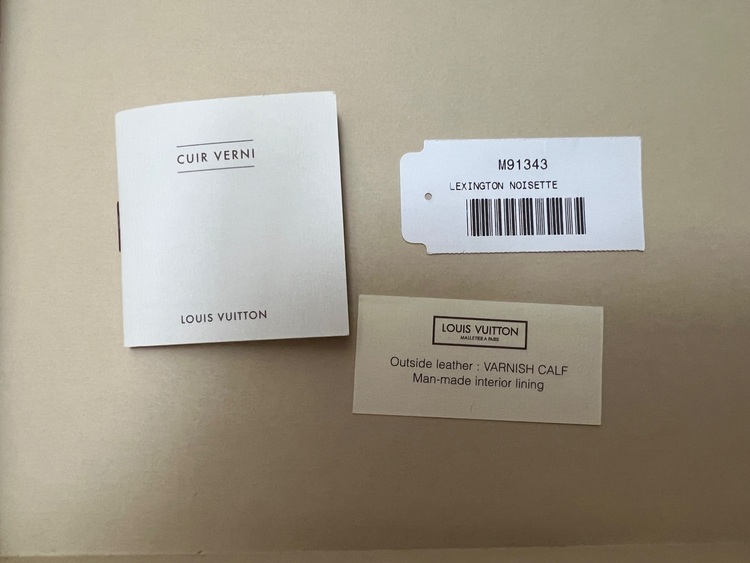 CUIR VERNI
LOUIS VUITTON
M91343
LEXINGTON NOISETTE
LOUIS VUITTON
MALLETIER A PARIS
Outside leather : VARNISH CALF
Man-made interior lining